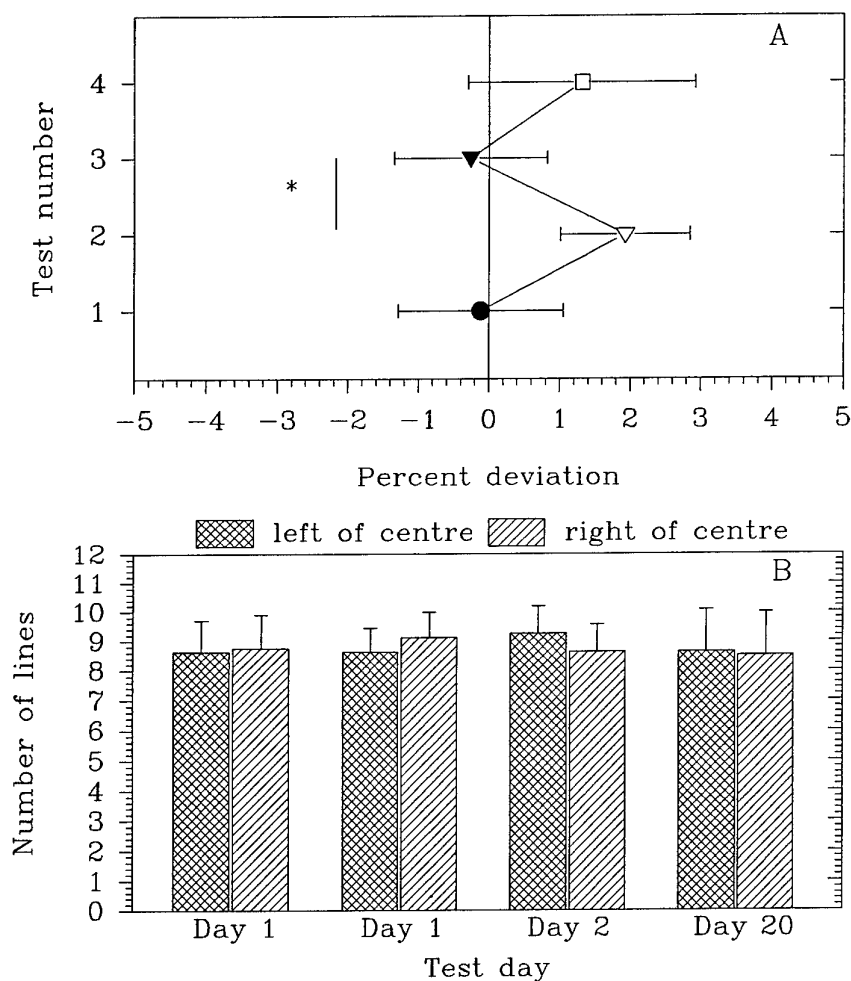 A
Test number
4
3
*
2
1
−5 −4 −3 −2 −1 0 1 2 3 4 5
Percent deviation
left of centre right of centre
B
Number of lines
12
11
10
9
8
7
6
5
4
3
2
1
0
Day 1 Day 1 Day 2 Day 20
Test day